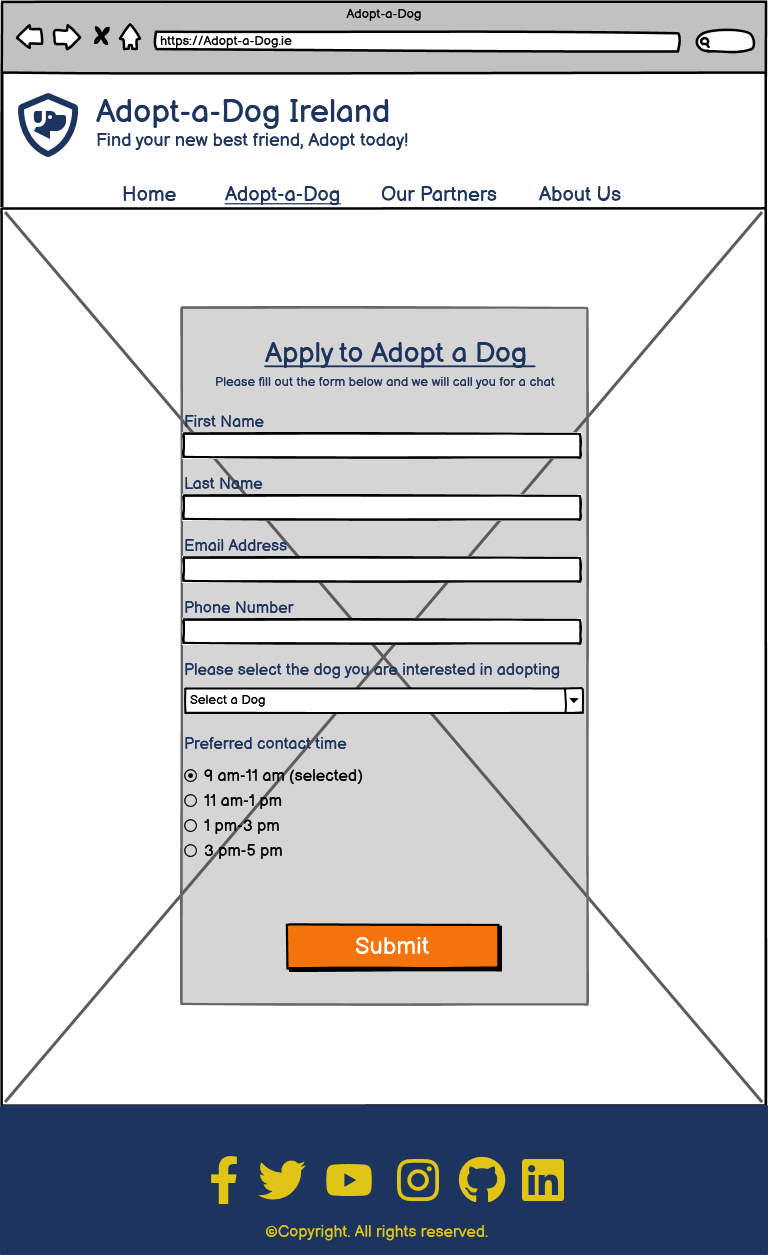 Adopt-a-Dog
https://Adopt-a-Dog.ie
Adopt-a-Dog Ireland
Find your new best friend, Adopt today!
Home Adopt-a-Dog Our Partners About Us
Apply to Adopt a Dog
Please fill out the form below and we will call you for a chat
First Name
Last Name
Email Address
Phone Number
Please select the dog you are interested in adopting
Select a Dog
Preferred contact time
9 am-11 am (selected)
11 am-1 pm
1 pm-3 pm
3 pm-5 pm
Submit
©Copyright. All rights reserved.